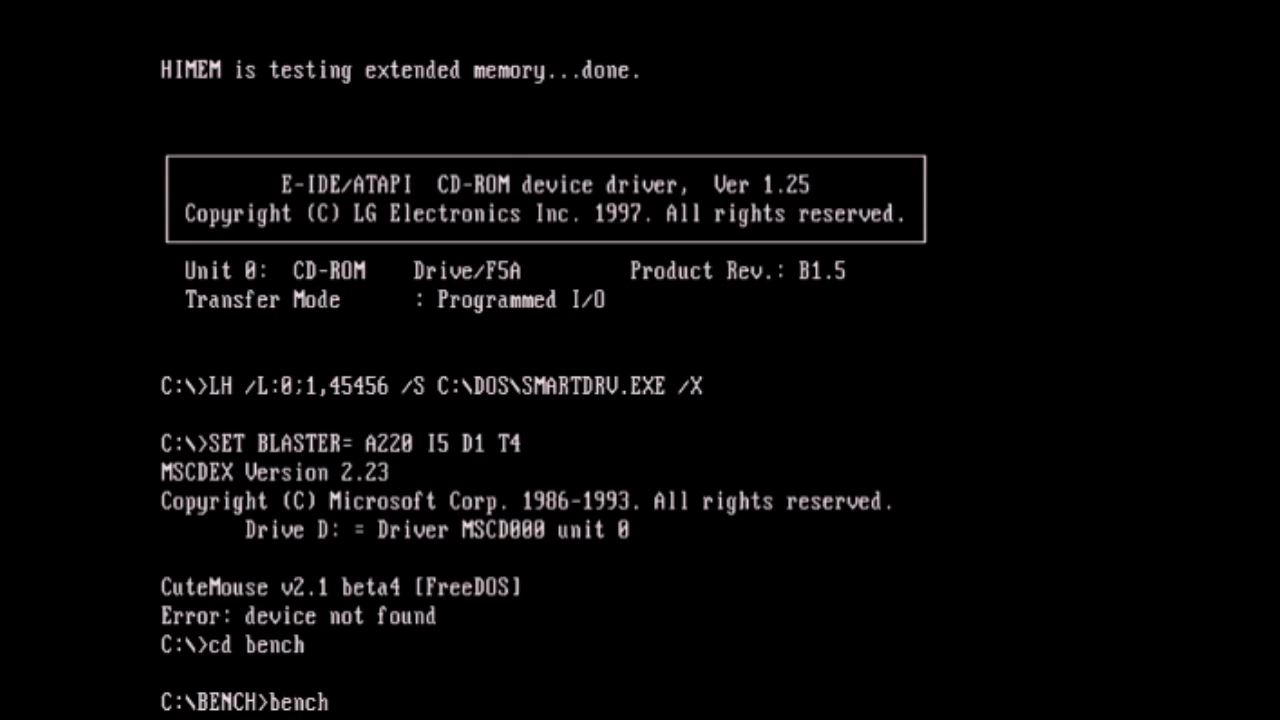 HIMEM is testing extended memory...done.
E-IDE/ATAPI  CD-ROM device driver,  Ver 1.25
Copyright (C) LG Electronics Inc. 1997. All rights reserved.
Unit 0:  CD-ROM    Drive/F5A         Product Rev.: B1.5
Transfer Mode      : Programmed I/O
C:\>LH /L:0;1,45456 /S C:\DOS\SMARTDRV.EXE /X
C:\>SET BLASTER= A220 I5 D1 T4
MSCDEX Version 2.23
Copyright (C) Microsoft Corp. 1986-1993. All rights reserved.
Drive D: = Driver MSCD000 unit 0
CuteMouse v2.1 beta4 [FreeDOS]
Error: device not found
C:\>cd bench
C:\BENCH>bench